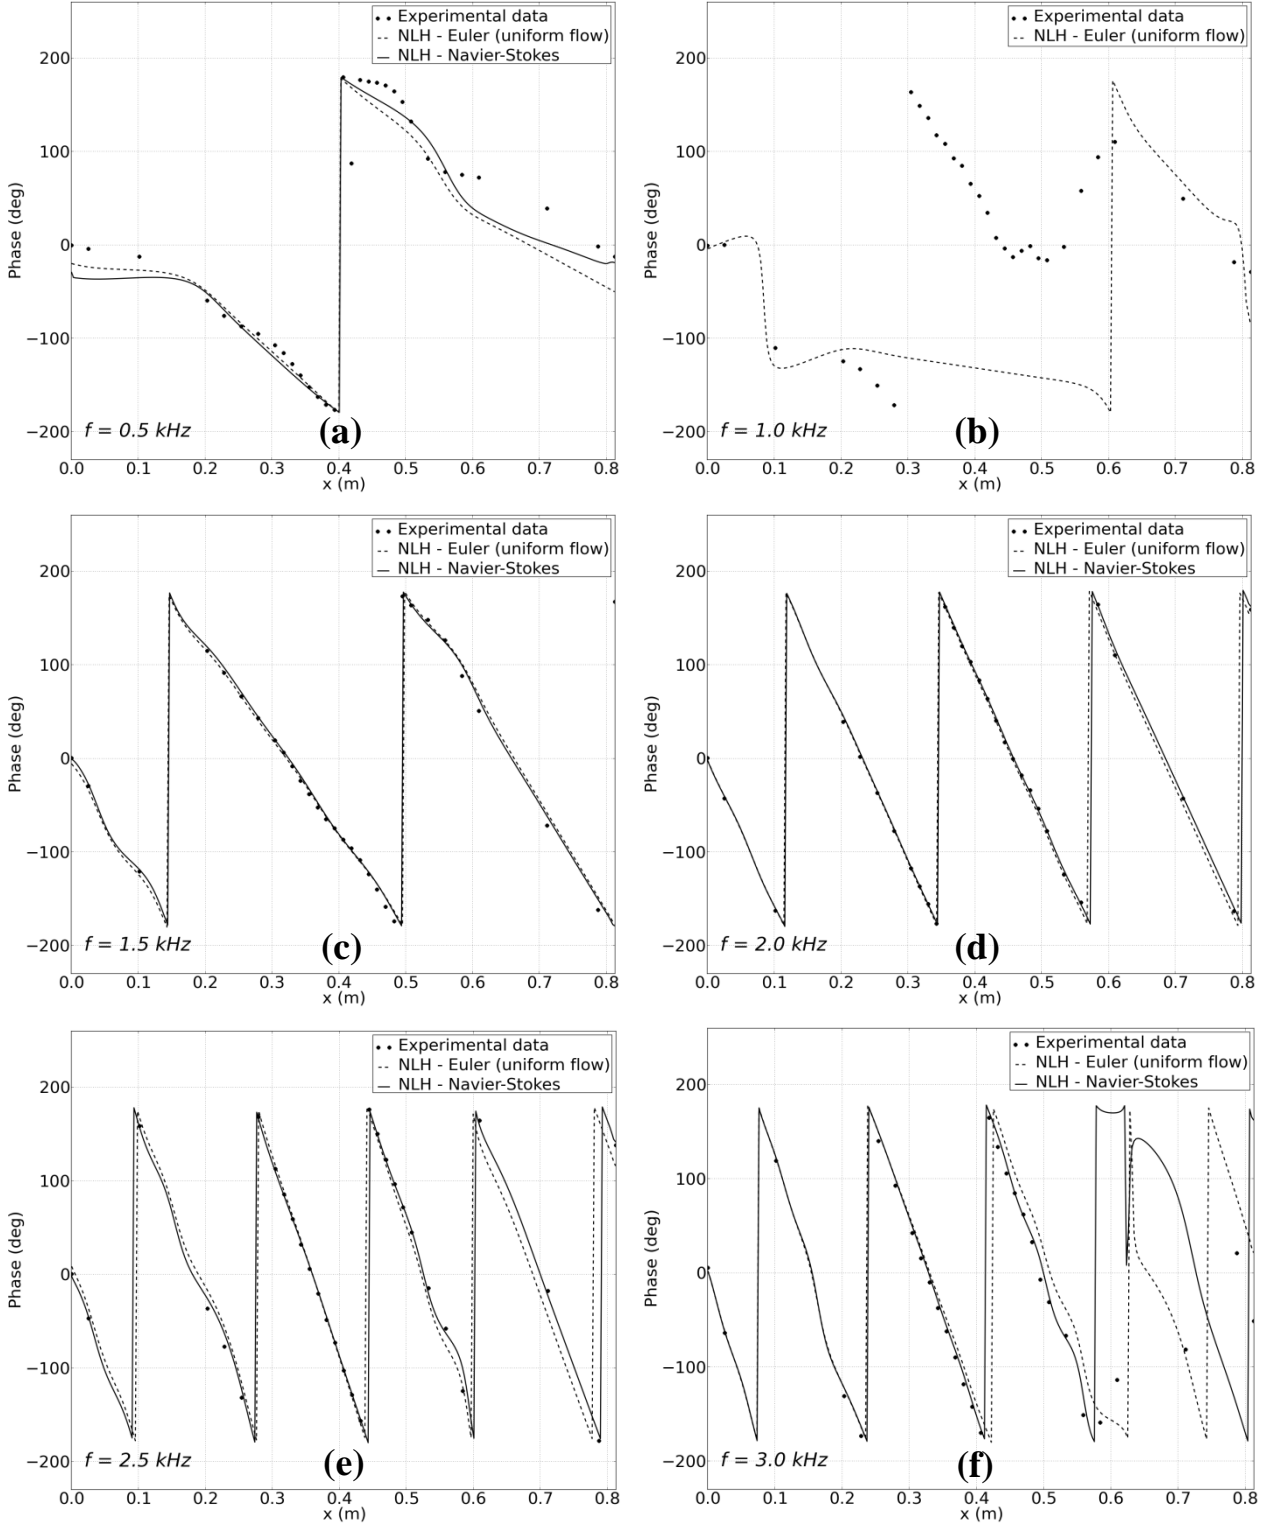 Experimental data
NLH - Euler (uniform flow)
NLH - Navier-Stokes
200
100
0
−100
−200
Phase (deg)
f = 0.5 kHz
(a)
0.0 0.1 0.2 0.3 0.4 0.5 0.6 0.7 0.8
x (m)
Experimental data
NLH - Euler (uniform flow)
200
100
0
−100
−200
Phase (deg)
f = 1.0 kHz
(b)
0.0 0.1 0.2 0.3 0.4 0.5 0.6 0.7 0.8
x (m)
Experimental data
NLH - Euler (uniform flow)
NLH - Navier-Stokes
200
100
0
−100
−200
Phase (deg)
f = 1.5 kHz
(c)
0.0 0.1 0.2 0.3 0.4 0.5 0.6 0.7 0.8
x (m)
Experimental data
NLH - Euler (uniform flow)
NLH - Navier-Stokes
200
100
0
−100
−200
Phase (deg)
f = 2.0 kHz
(d)
0.0 0.1 0.2 0.3 0.4 0.5 0.6 0.7 0.8
x (m)
Experimental data
NLH - Euler (uniform flow)
NLH - Navier-Stokes
200
100
0
−100
−200
Phase (deg)
f = 2.5 kHz
(e)
0.0 0.1 0.2 0.3 0.4 0.5 0.6 0.7 0.8
x (m)
Experimental data
NLH - Euler (uniform flow)
NLH - Navier-Stokes
200
100
0
−100
−200
Phase (deg)
f = 3.0 kHz
(f)
0.0 0.1 0.2 0.3 0.4 0.5 0.6 0.7 0.8
x (m)